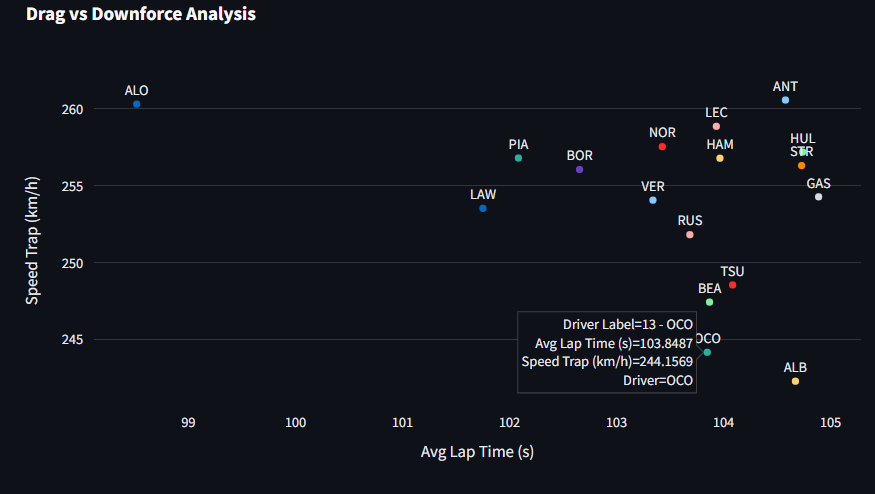 Drag vs Downforce Analysis
ALO
ANT
260
LEC
NOR
HUL
HAM
STR
PIA
BOR
255
VER
GAS
LAW
RUS
Speed Trap (km/h)
250
TSU
BEA
Driver Label=13 - OCO
245
OCO
Avg Lap Time (s)=103.8487
Speed Trap (km/h)=244.1569
Driver=OCO
ALB
99 100 101 102 103 104 105
Avg Lap Time (s)